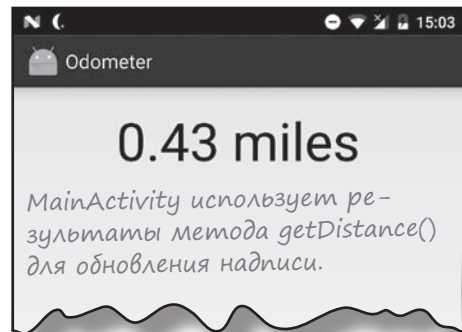 15:03
Odometer
0.43 miles
MainActivity использует ре-
зультаты метода getDistance()
для обновления надписи.